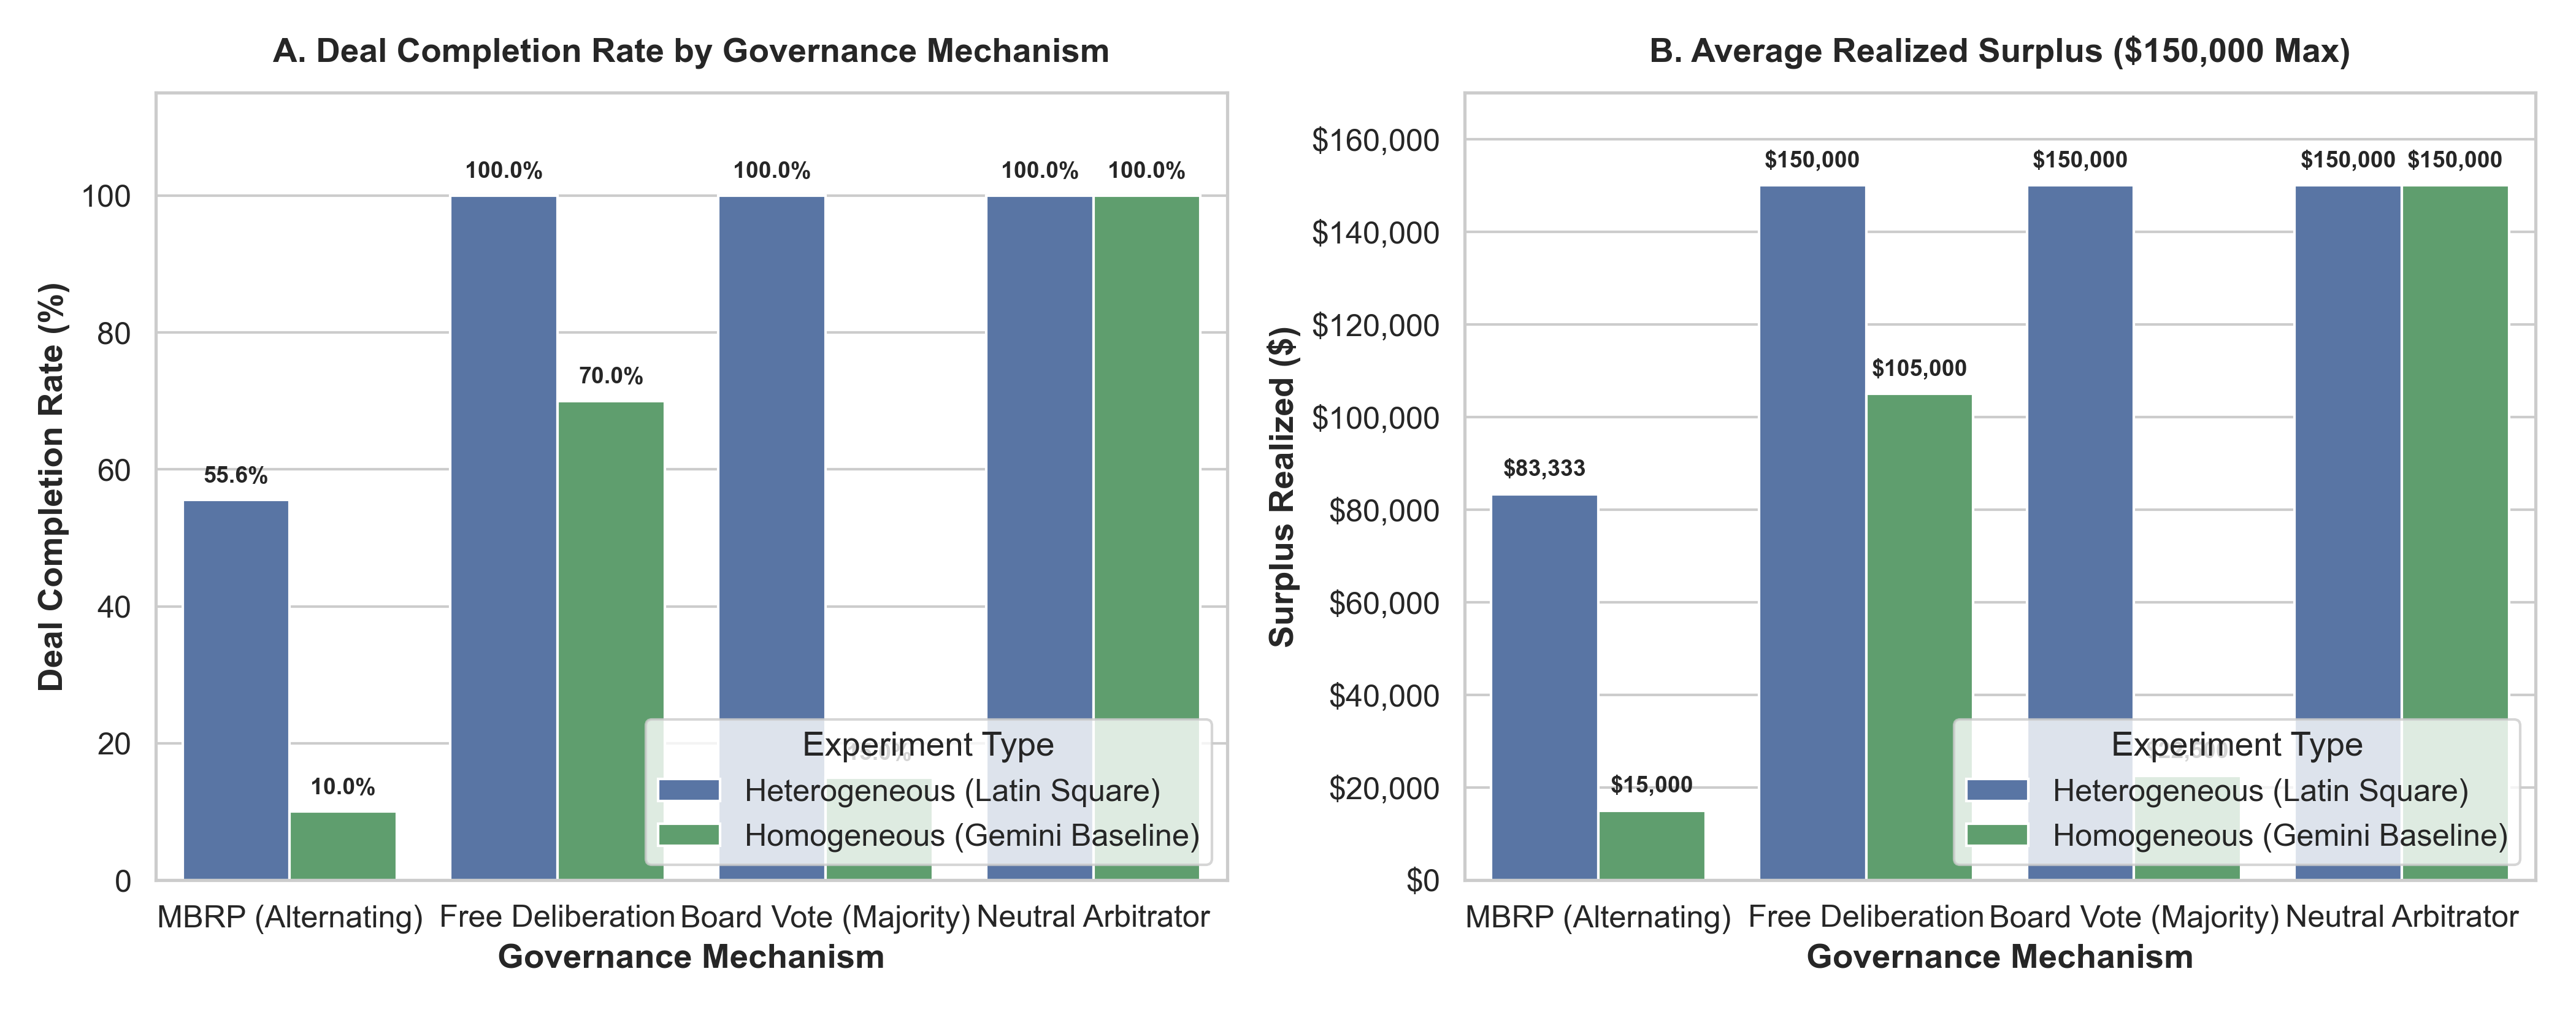 A. Deal Completion Rate by Governance Mechanism
Deal Completion Rate (%)
100
80
60
40
20
0
55.6%
10.0%
100.0%
70.0%
100.0%
100.0%
100.0%
Experiment Type
Heterogeneous (Latin Square)
Homogeneous (Gemini Baseline)
MBRP (Alternating)
Free Deliberation
Board Vote (Majority)
Neutral Arbitrator
Governance Mechanism
B. Average Realized Surplus ($150,000 Max)
Surplus Realized ($)
$160,000
$140,000
$120,000
$100,000
$80,000
$60,000
$40,000
$20,000
$0
$83,333
$15,000
$150,000
$105,000
$150,000
$150,000
$150,000
Experiment Type
Heterogeneous (Latin Square)
Homogeneous (Gemini Baseline)
MBRP (Alternating)
Free Deliberation
Board Vote (Majority)
Neutral Arbitrator
Governance Mechanism